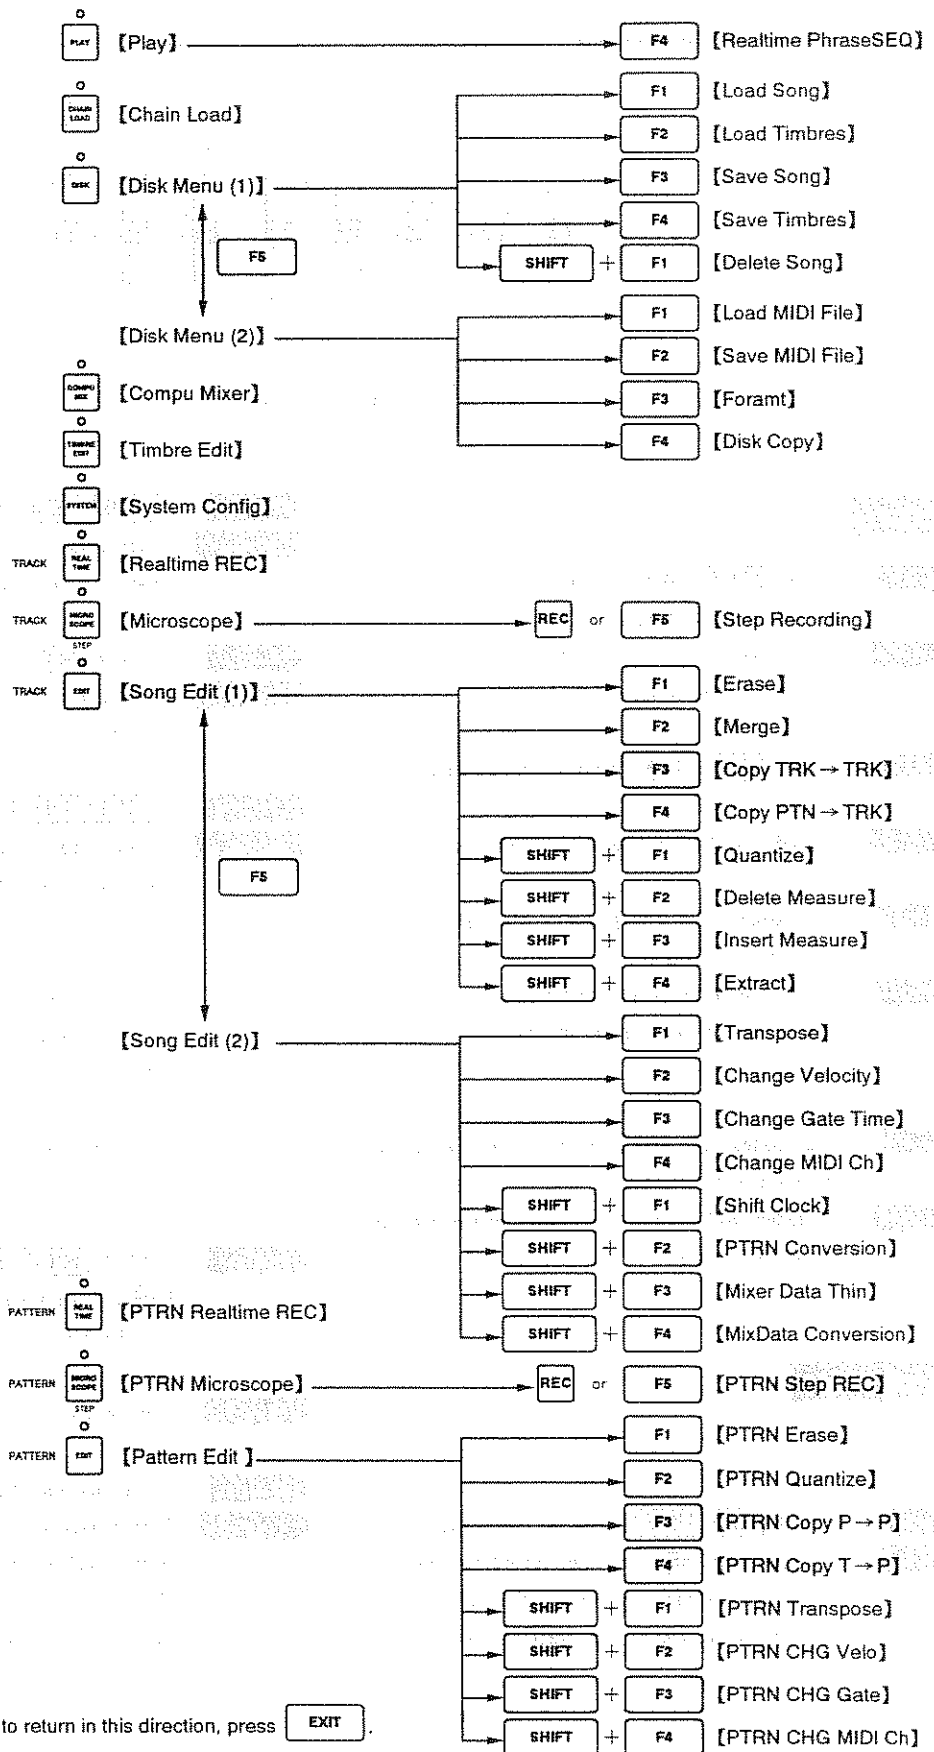 PLAY 【Play】 F4 【Realtime PhraseSEQ】
F1 【Load Song】
CHAIN LOAD 【Chain Load】
F2 【Load Timbres】
DISK 【Disk Menu (1)】 F3 【Save Song】
F4 【Save Timbres】
F5 SHIFT + F1 【Delete Song】
F1 【Load MIDI File】
【Disk Menu (2)】
F2 【Save MIDI File】
COMPU MIX 【Compu Mixer】 F3 【Foramt】
TIMBRE EDIT 【Timbre Edit】 F4 【Disk Copy】
SYSTEM 【System Config】
TRACK REAL TIME 【Realtime REC】
TRACK MICRO SCOPE 【Microscope】 REC or F5 【Step Recording】
STEP
TRACK EDIT 【Song Edit (1)】 F1 【Erase】
F2 【Merge】
F3 【Copy TRK→TRK】
F4 【Copy PTN→TRK】
SHIFT + F1 【Quantize】
F5
SHIFT + F2 【Delete Measure】
SHIFT + F3 【Insert Measure】
SHIFT + F4 【Extract】
【Song Edit (2)】 F1 【Transpose】
F2 【Change Velocity】
F3 【Change Gate Time】
F4 【Change MIDI Ch】
SHIFT + F1 【Shift Clock】
SHIFT + F2 【PTRN Conversion】
SHIFT + F3 【Mixer Data Thin】
PATTERN REAL TIME 【PTRN Realtime REC】
SHIFT + F4 【MixData Conversion】
PATTERN MICRO SCOPE 【PTRN Microscope】 REC or F5 【PTRN Step REC】
STEP
PATTERN EDIT 【Pattern Edit 】 F1 【PTRN Erase】
F2 【PTRN Quantize】
F3 【PTRN Copy P→P】
F4 【PTRN Copy T→P】
SHIFT + F1 【PTRN Transpose】
SHIFT + F2 【PTRN CHG Velo】
SHIFT + F3 【PTRN CHG Gate】
to return in this direction, press EXIT .
SHIFT + F4 【PTRN CHG MIDI Ch】